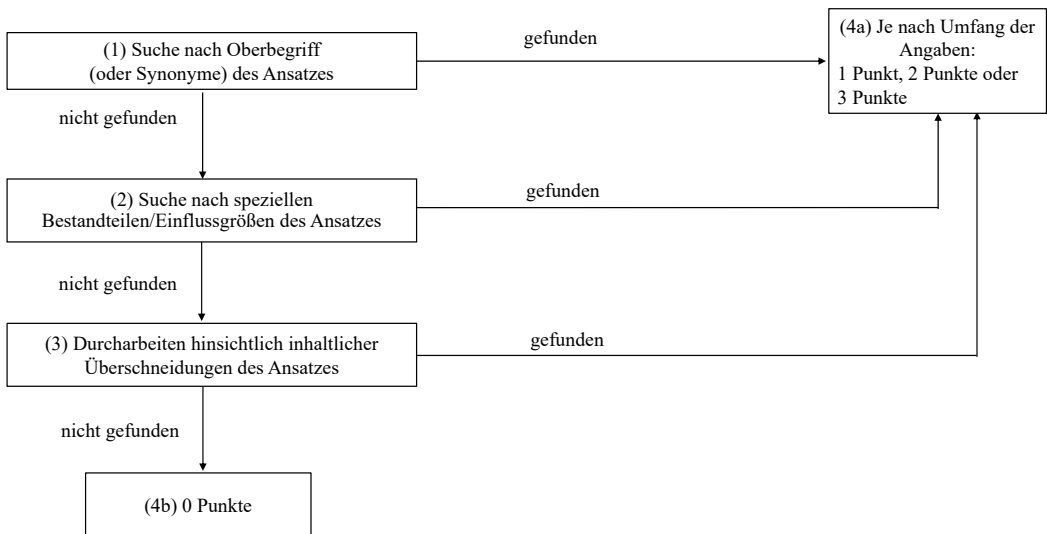 (1) Suche nach Oberbegriff
(oder Synonyme) des Ansatzes
gefunden
(4a) Je nach Umfang der
Angaben:
1 Punkt, 2 Punkte oder
3 Punkte
nicht gefunden
(2) Suche nach speziellen
Bestandteilen/Einflussgrößen des Ansatzes
gefunden
nicht gefunden
(3) Durcharbeiten hinsichtlich inhaltlicher
Überschneidungen des Ansatzes
gefunden
nicht gefunden
(4b) 0 Punkte